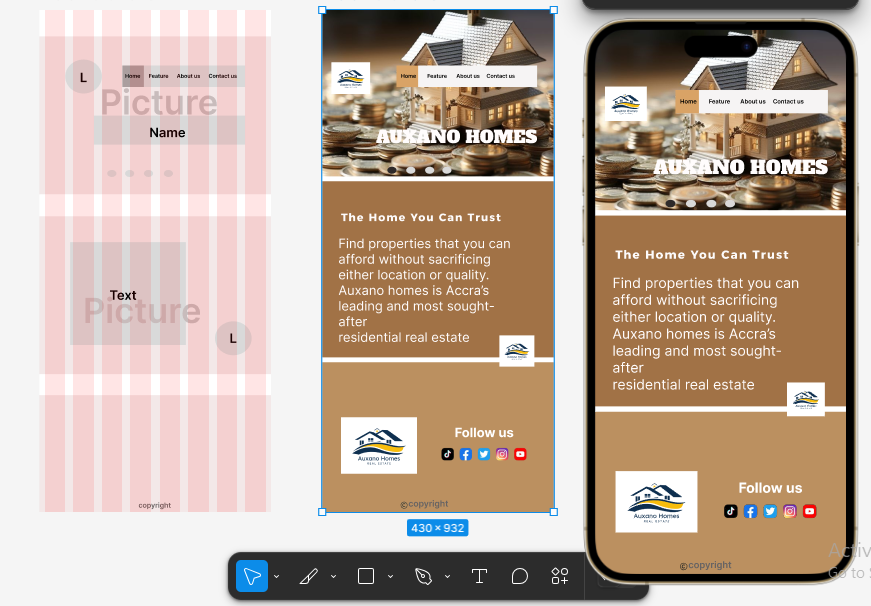 L
Home Feature About us Contact us
Picture
Name
Text
Picture
L
copyright
Home Feature About us Contact us
AUXANO HOMES
The Home You Can Trust
Find properties that you can
afford without sacrificing
either location or quality.
Auxano homes is Accra's
leading and most sought-
after
residential real estate
Auxano Homes
REAL ESTATE
Follow us
©copyright
430 × 932
Home Feature About us Contact us
AUXANO HOMES
The Home You Can Trust
Find properties that you can
afford without sacrificing
either location or quality.
Auxano homes is Accra's
leading and most sought-
after
residential real estate
Auxano Homes
REAL ESTATE
Follow us
©copyright
T
Activ
Go to S